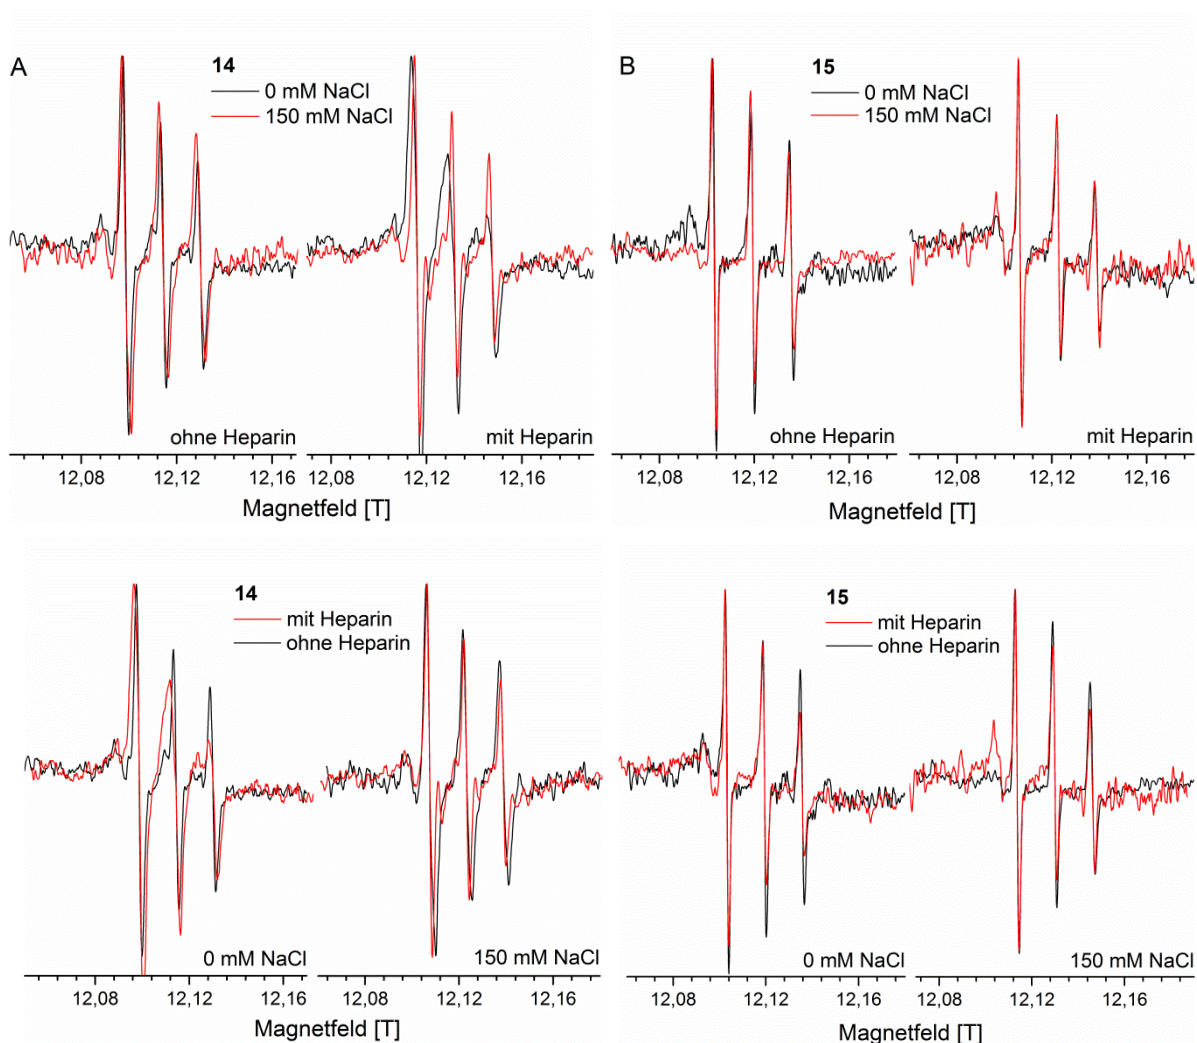 A
14
0 mM NaCl
150 mM NaCl
ohne Heparin
mit Heparin
12,08 12,12 12,16 12,08 12,12 12,16
Magnetfeld [T]
B
15
0 mM NaCl
150 mM NaCl
ohne Heparin
mit Heparin
12,08 12,12 12,16 12,08 12,12 12,16
Magnetfeld [T]
14
mit Heparin
ohne Heparin
0 mM NaCl
150 mM NaCl
12,08 12,12 12,16 12,08 12,12 12,16
Magnetfeld [T]
15
mit Heparin
ohne Heparin
0 mM NaCl
150 mM NaCl
12,08 12,12 12,16 12,08 12,12 12,16
Magnetfeld [T]